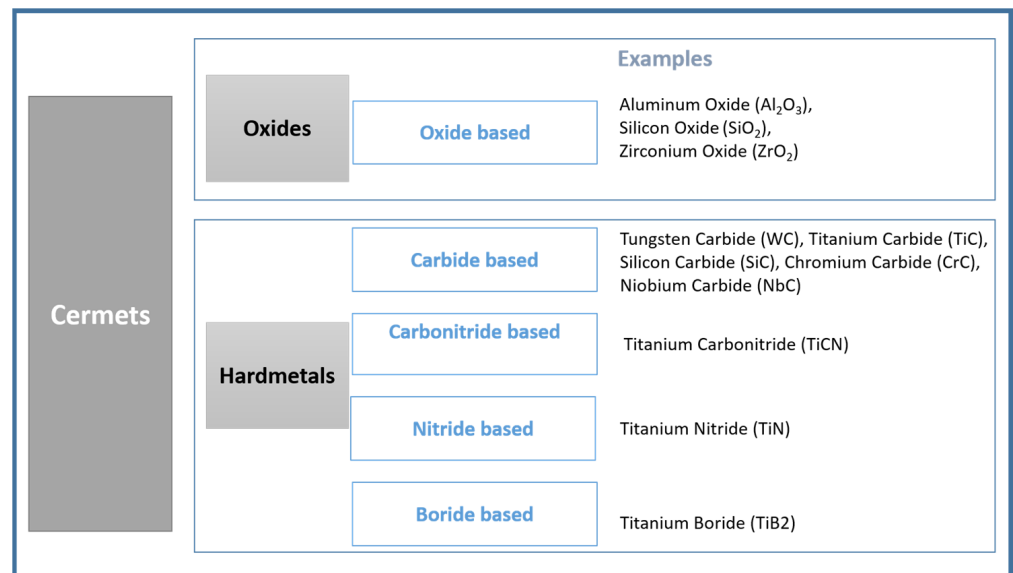 Examples
Oxides
Oxide based
Aluminum Oxide (Al₂O₃),
Silicon Oxide (SiO₂),
Zirconium Oxide (ZrO₂)
Cermets
Hardmetals
Carbide based
Tungsten Carbide (WC), Titanium Carbide (TiC),
Silicon Carbide (SiC), Chromium Carbide (CrC),
Niobium Carbide (NbC)
Carbonitride based
Titanium Carbonitride (TiCN)
Nitride based
Titanium Nitride (TiN)
Boride based
Titanium Boride (TiB2)